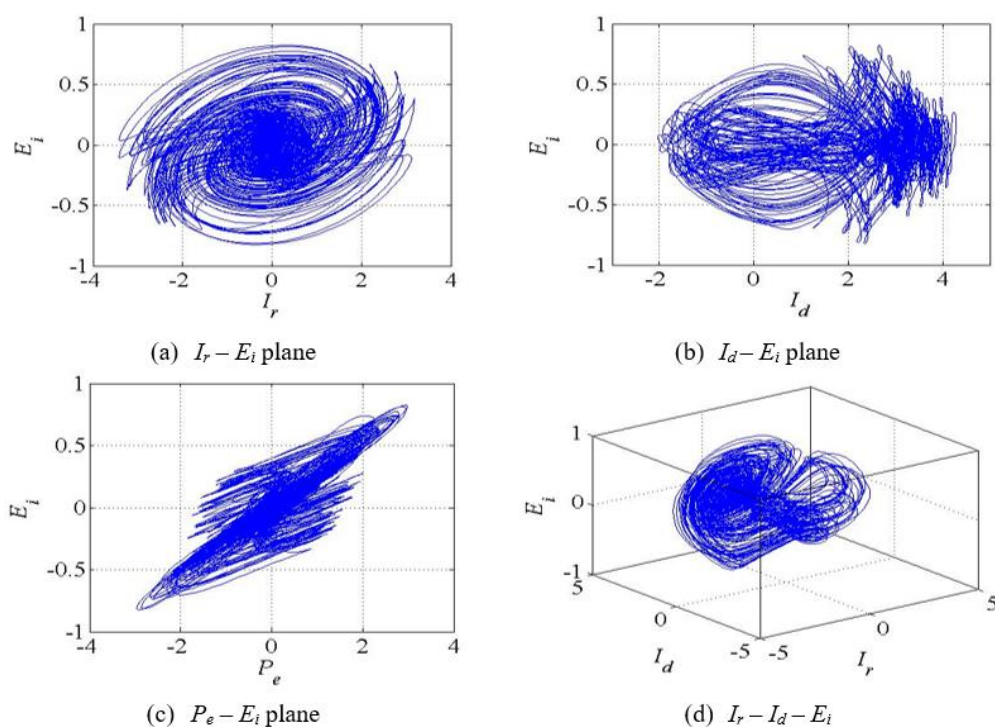 1
0.5
0
-0.5
-1
E_i
-4 -2 0 2 4
I_r
(a) I_r – E_i plane
1
0.5
0
-0.5
-1
E_i
-2 0 2 4
I_d
(b) I_d – E_i plane
1
0.5
0
-0.5
-1
E_i
-4 -2 0 2 4
P_e
(c) P_e – E_i plane
1
0
-1
E_i
5 0 -5
I_d
-5 0 5
I_r
(d) I_r – I_d – E_i